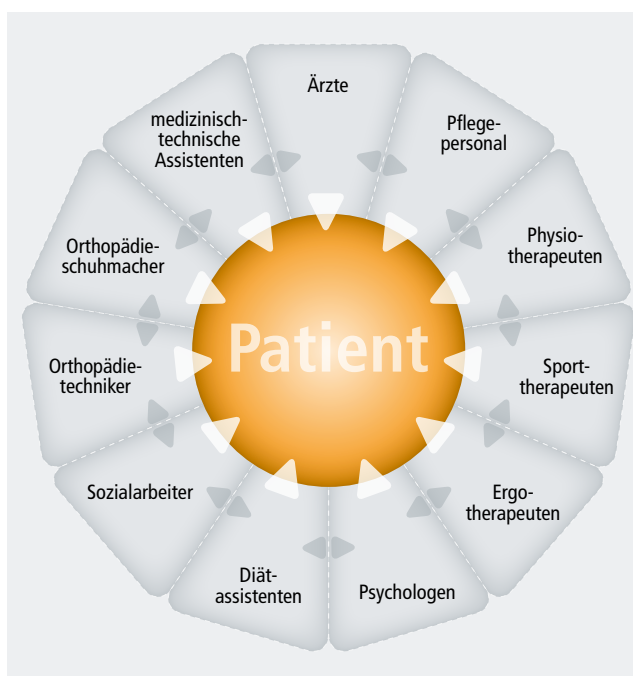 Ärzte
Pflege-
personal
Physio-
therapeuten
Sport-
therapeuten
Ergo-
therapeuten
Psychologen
Diät-
assistenten
Sozialarbeiter
Orthopädie-
techniker
Orthopädie-
schuhmacher
medizinisch-
technische
Assistenten
Patient